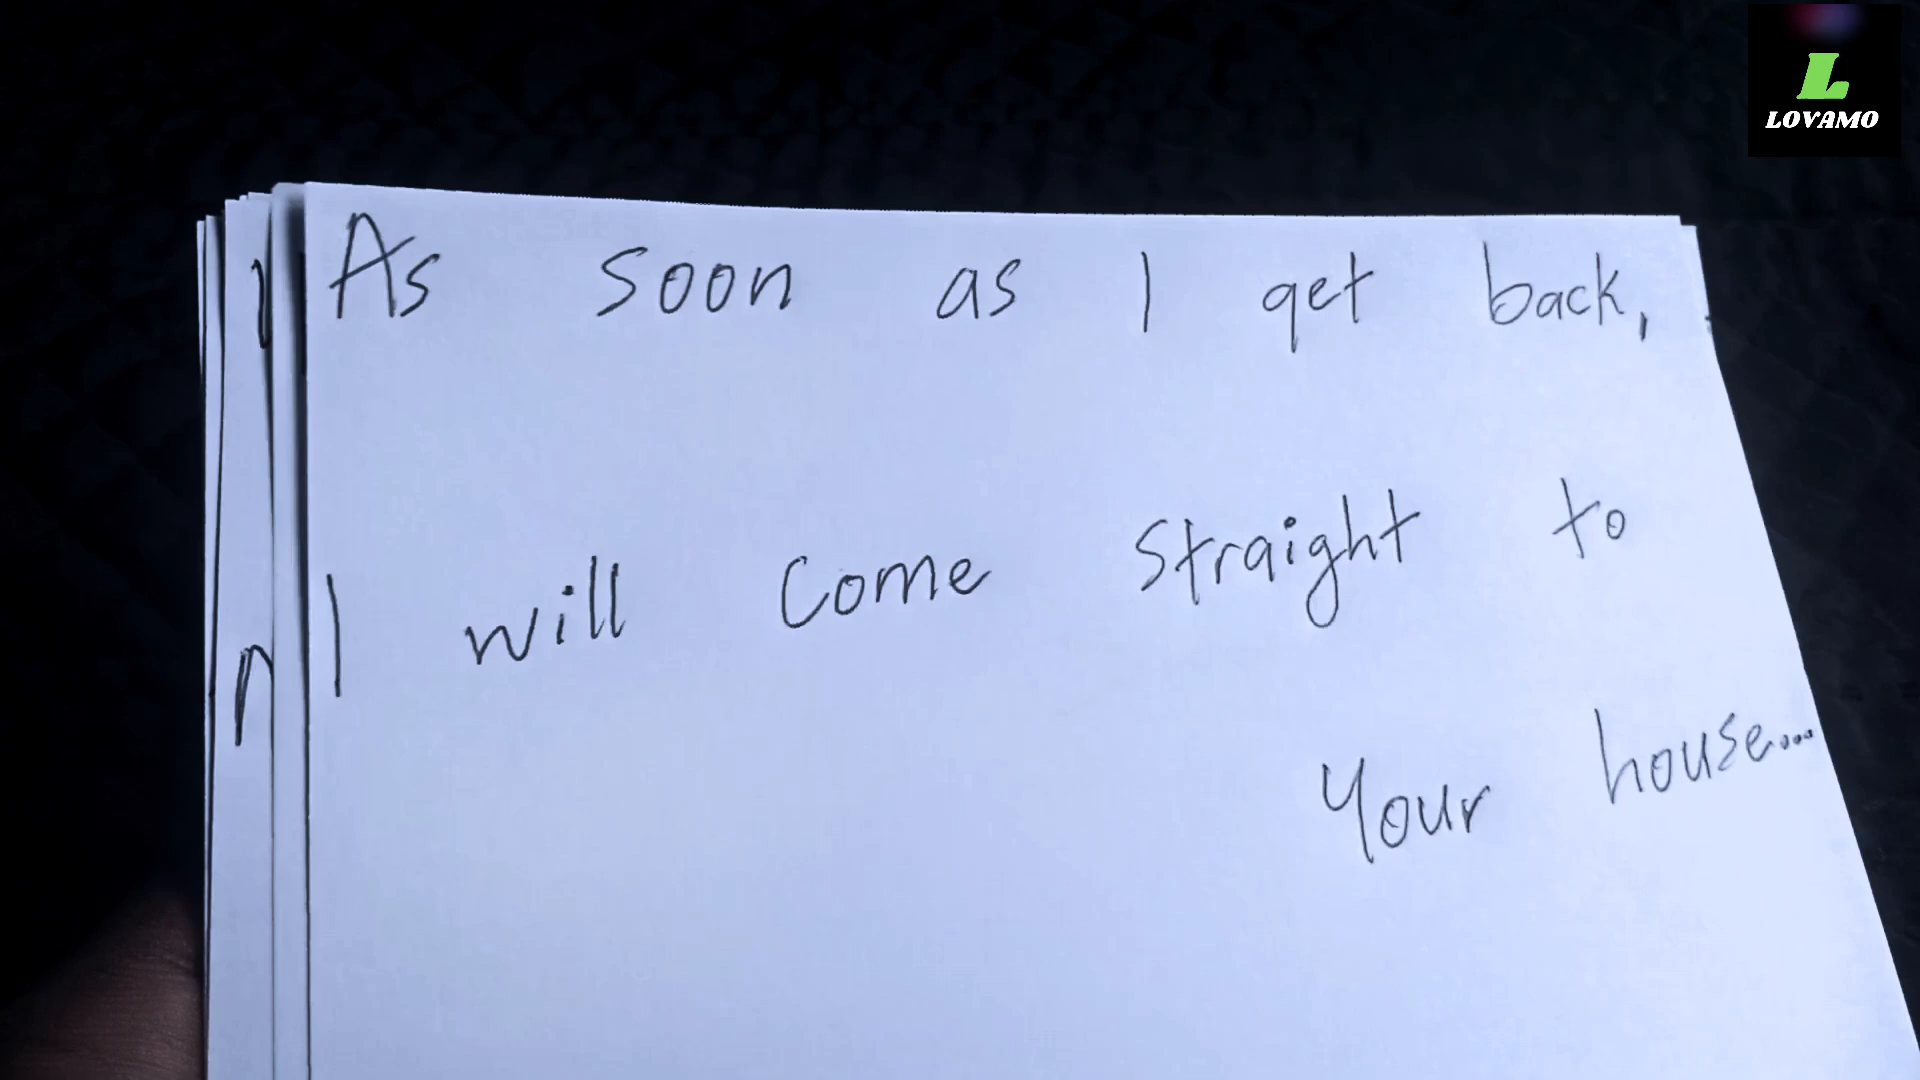 L
LOVAMO
As soon as I get back,
I will come straight to
Your house...